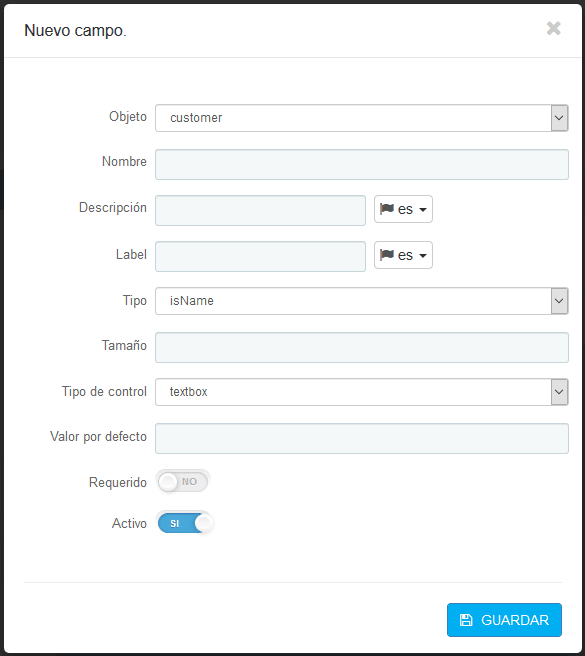 Nuevo campo.
Objeto customer
Nombre
Descripción es
Label es
Tipo isName
Tamaño
Tipo de control textbox
Valor por defecto
Requerido NO
Activo SI
GUARDAR